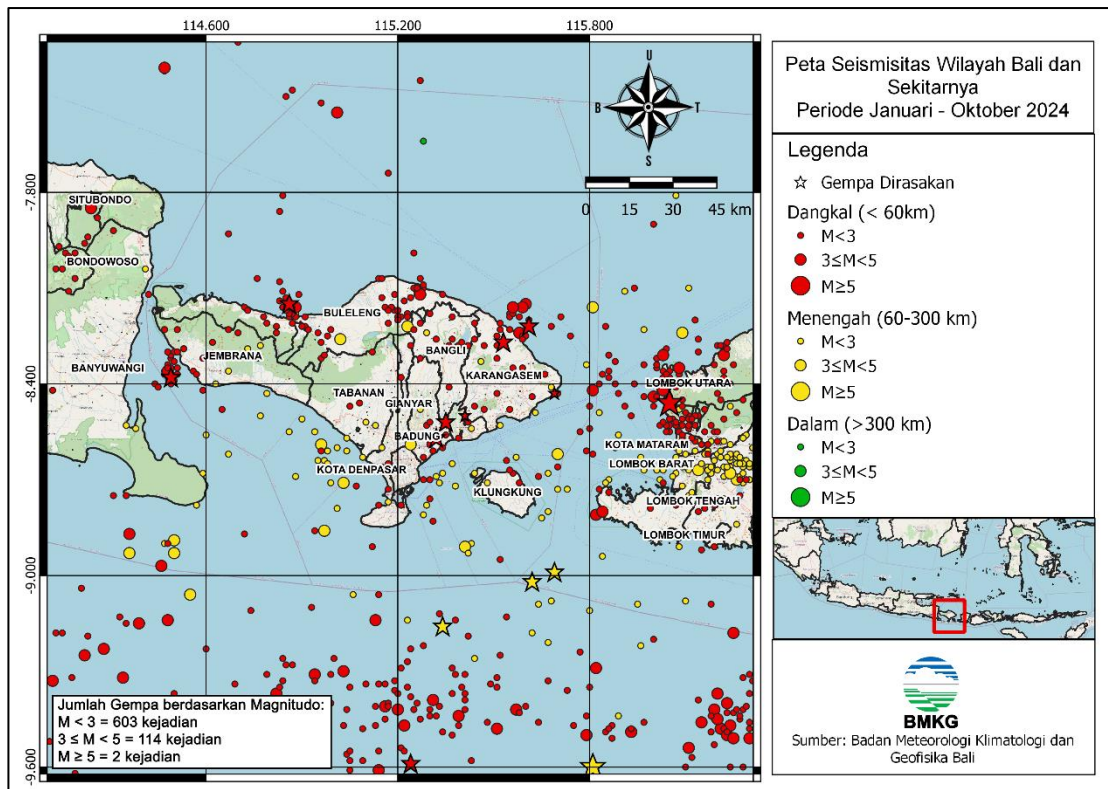 114.600
115.200
115.800
-7.800
-8.400
-9.000
-9.600
U
B
T
S
0 15 30 45 km
SITUBONDO
BONDOWOSO
BANYUWANGI
BULELENG
JEMBRANA
BANGLI
TABANAN
KARANGASEM
GIANYAR
BADUNG
KOTA DENPASAR
KLUNGKUNG
LOMBOK UTARA
KOTA MATARAM
LOMBOK BARAT
LOMBOK TENGAH
LOMBOK TIMUR
Jumlah Gempa berdasarkan Magnitudo:
M < 3 = 603 kejadian
3 ≤ M < 5 = 114 kejadian
M ≥ 5 = 2 kejadian
Peta Seismisitas Wilayah Bali dan
Sekitarnya
Periode Januari - Oktober 2024
Legenda
Gempa Dirasakan
Dangkal (< 60km)
M<3
3≤M<5
M≥5
Menengah (60-300 km)
M<3
3≤M<5
M≥5
Dalam (>300 km)
M<3
3≤M<5
M≥5
BMKG
Sumber: Badan Meteorologi Klimatologi dan
Geofisika Bali